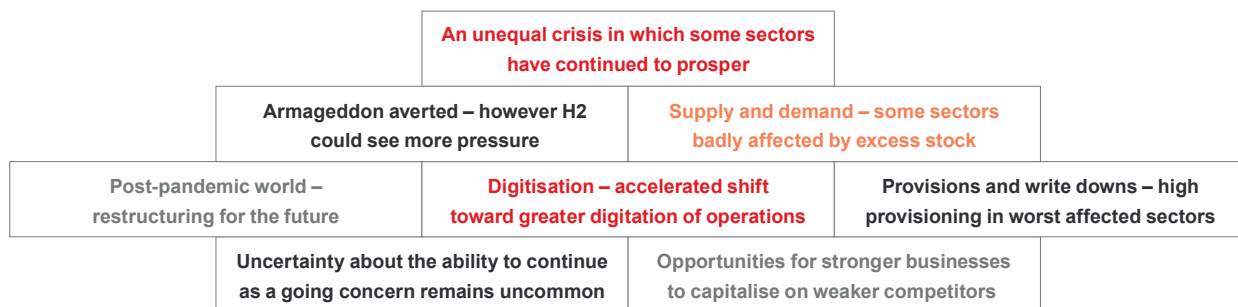 An unequal crisis in which some sectors
have continued to prosper
Armageddon averted – however H2
could see more pressure
Supply and demand – some sectors
badly affected by excess stock
Post-pandemic world –
restructuring for the future
Digitisation – accelerated shift
toward greater digitation of operations
Provisions and write downs – high
provisioning in worst affected sectors
Uncertainty about the ability to continue
as a going concern remains uncommon
Opportunities for stronger businesses
to capitalise on weaker competitors